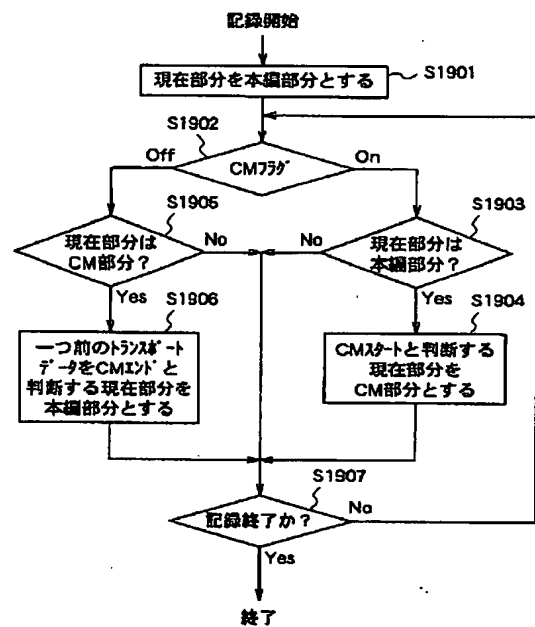 記録開始
現在部分を本編部分とする
S1901
S1902
Off
CMフラグ
On
S1905
S1903
現在部分は
CM部分？
No
No
現在部分は
本編部分？
Yes
S1906
Yes
S1904
一つ前のトランスポート
データをCMエンドと
判断する現在部分を
本編部分とする
CMスタートと判断する
現在部分を
CM部分とする
S1907
記録終了か？
No
Yes
終了